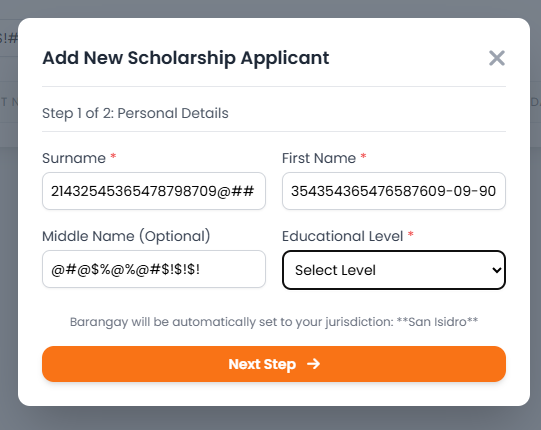 Add New Scholarship Applicant
Step 1 of 2: Personal Details
Surname *
First Name *
21432545365478798709@##
354354365476587609-09-90
Middle Name (Optional)
Educational Level *
@#@$%@%@#$!$!$!
Select Level
Barangay will be automatically set to your jurisdiction: **San Isidro**
Next Step →